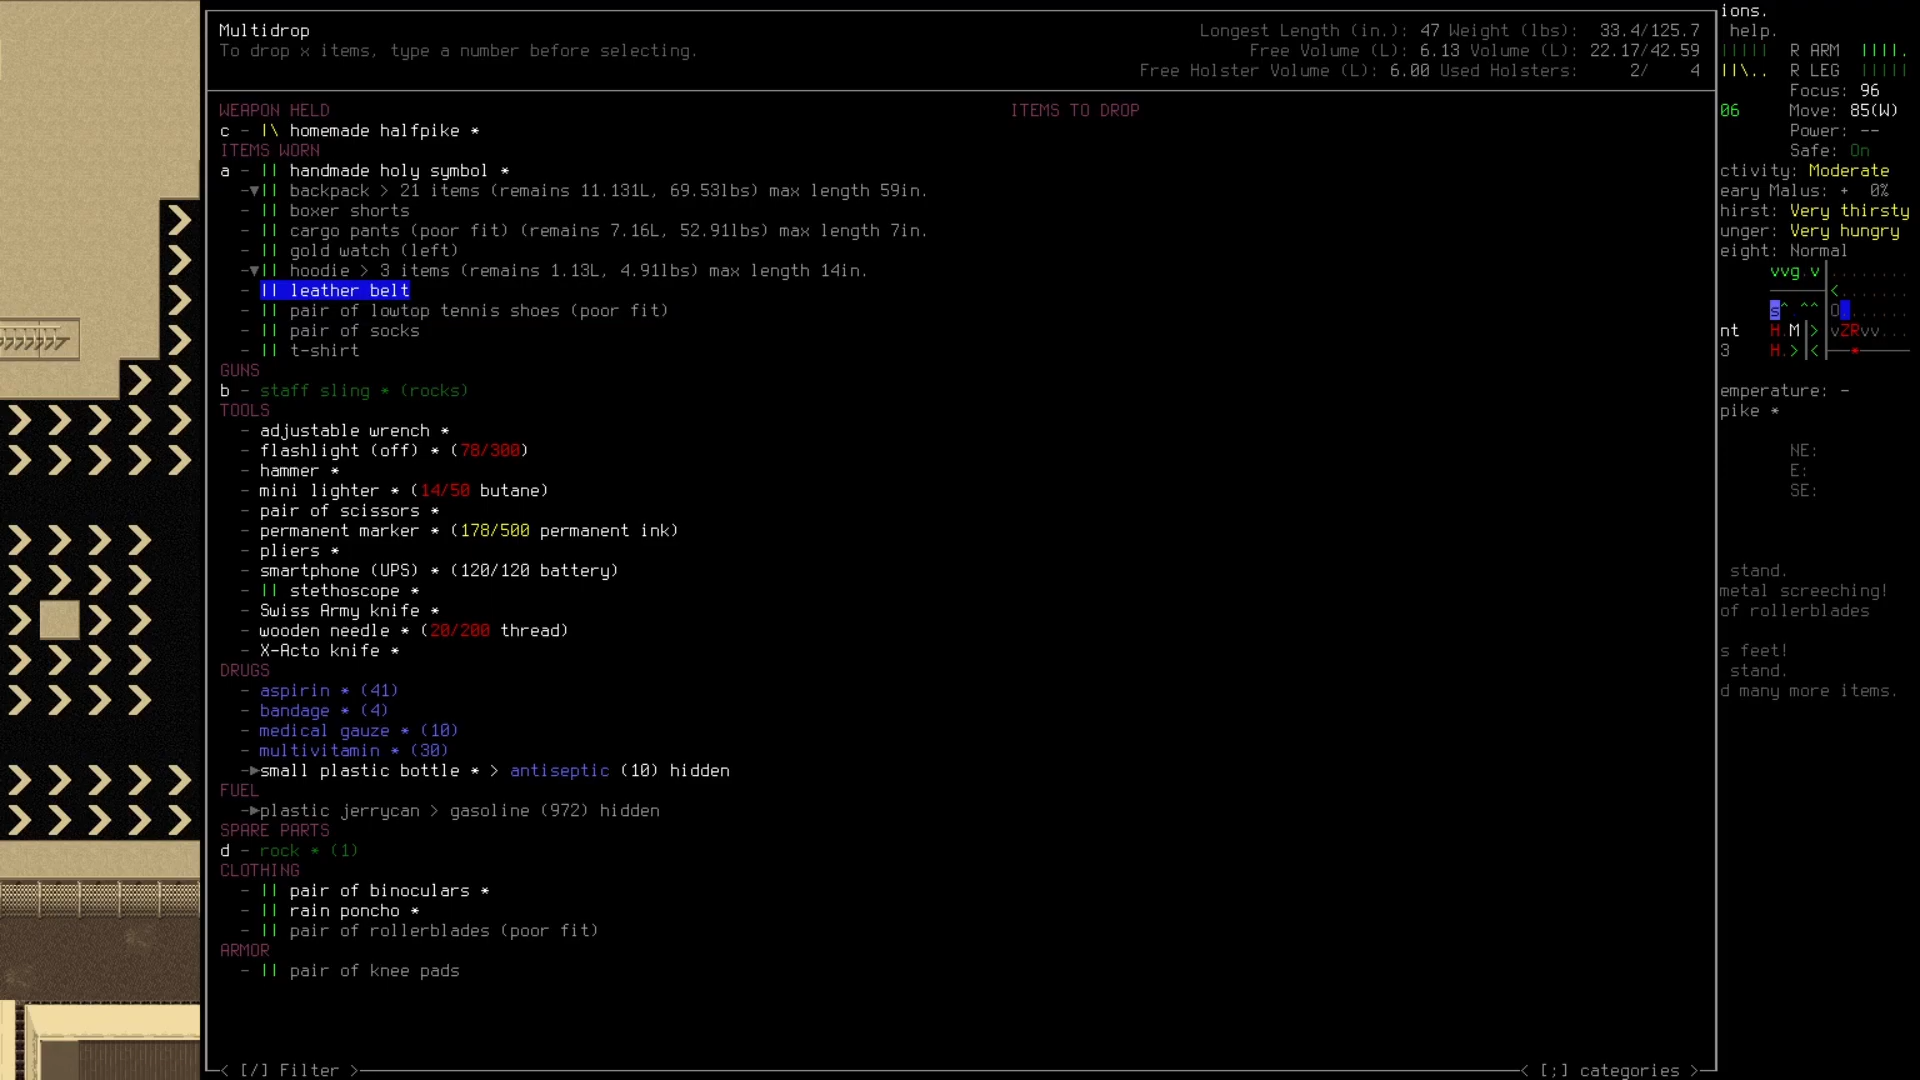 Multidrop
To drop x items, type a number before selecting.
Longest Length (in.): 47 Weight (lbs): 33.4/125.7
Free Volume (L): 6.13 Volume (L): 22.17/42.59
Free Holster Volume (L): 6.00 Used Holsters: 2/ 4
WEAPON HELD
c - |\ homemade halfpike *
ITEMS WORN
a - || handmade holy symbol *
-▼|| backpack > 21 items (remains 11.131L, 69.53lbs) max length 59in.
- || boxer shorts
- || cargo pants (poor fit) (remains 7.16L, 52.91lbs) max length 7in.
- || gold watch (left)
-▼|| hoodie > 3 items (remains 1.13L, 4.91lbs) max length 14in.
- || leather belt
- || pair of lowtop tennis shoes (poor fit)
- || pair of socks
- || t-shirt
GUNS
b - staff sling * (rocks)
TOOLS
- adjustable wrench *
- flashlight (off) * (78/300)
- hammer *
- mini lighter * (14/50 butane)
- pair of scissors *
- permanent marker * (178/500 permanent ink)
- pliers *
- smartphone (UPS) * (120/120 battery)
- || stethoscope *
- Swiss Army knife *
- wooden needle * (20/200 thread)
- X-Acto knife *
DRUGS
- aspirin * (41)
- bandage * (4)
- medical gauze * (10)
- multivitamin * (30)
-▶small plastic bottle * > antiseptic (10) hidden
FUEL
-▶plastic jerrycan > gasoline (972) hidden
SPARE PARTS
d - rock * (1)
CLOTHING
- || pair of binoculars *
- || rain poncho *
- || pair of rollerblades (poor fit)
ARMOR
- || pair of knee pads
< [/] Filter >
< [;] categories >
ITEMS TO DROP
ions.
help.
||||| R ARM ||||.
||\.. R LEG |||||
Focus: 96
06 Move: 85(W)
Power: --
Safe: On
ctivity: Moderate
eary Malus: + 0%
hirst: Very thirsty
unger: Very hungry
eight: Normal
vvg.v
<
s^ ^^ O
nt H.M|> vZRvv...
3 H.>|<
emperature: -
pike *
NE:
E:
SE:
stand.
metal screeching!
of rollerblades
s feet!
stand.
d many more items.